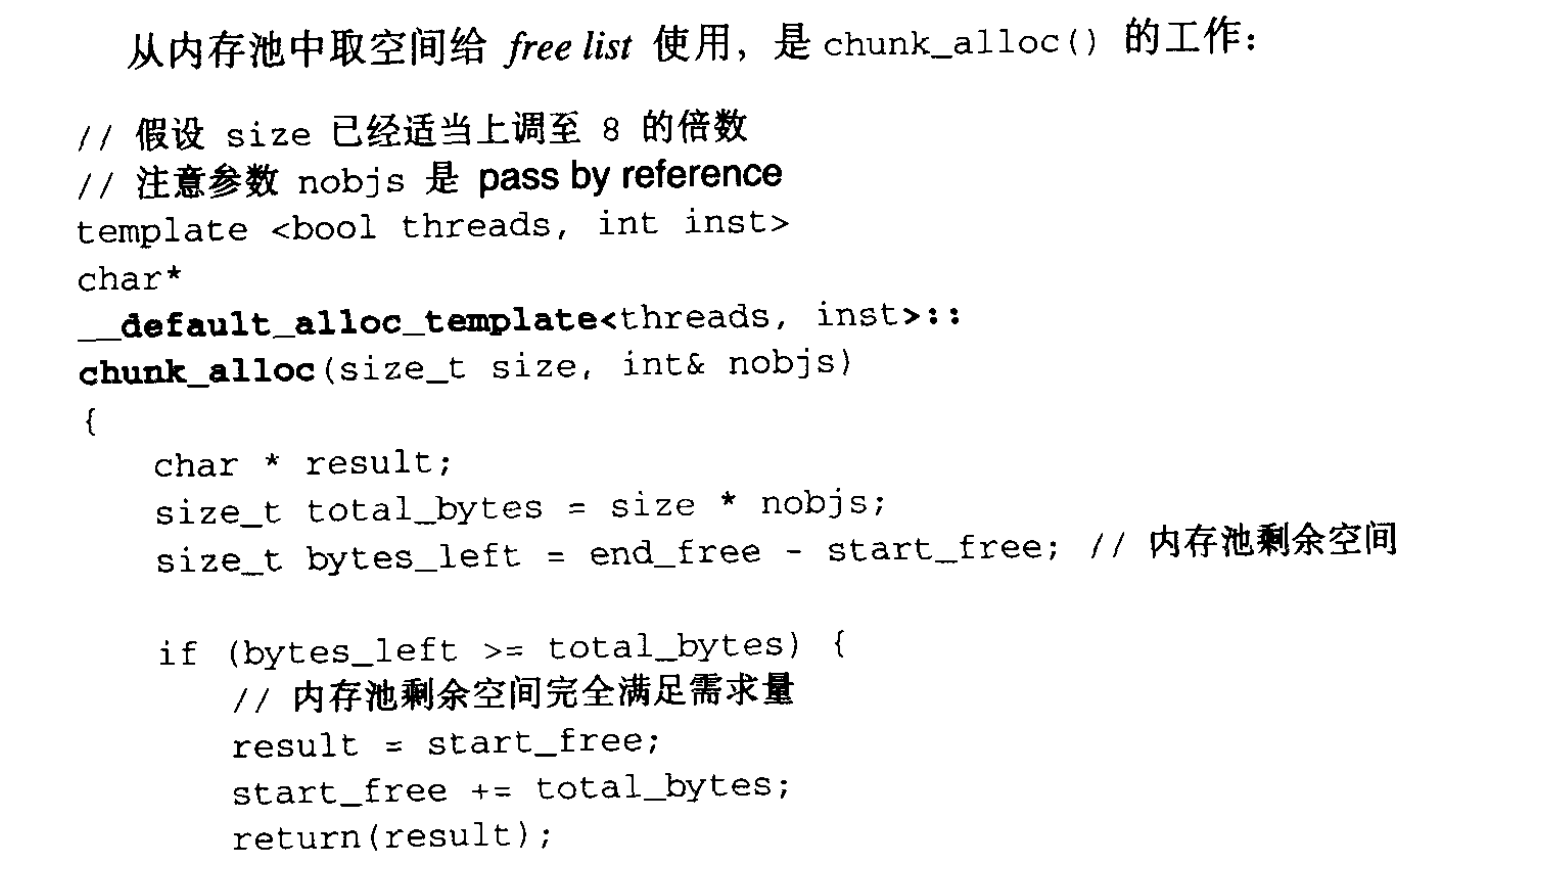 从内存池中取空间给 free list 使用，是 chunk_alloc() 的工作：
// 假设 size 已经适当上调至 8 的倍数
// 注意参数 nobjs 是 pass by reference
template <bool threads, int inst>
char*
__default_alloc_template<threads, inst>::
chunk_alloc(size_t size, int& nobjs)
{
    char * result;
    size_t total_bytes = size * nobjs;
    size_t bytes_left = end_free - start_free; // 内存池剩余空间
    if (bytes_left >= total_bytes) {
        // 内存池剩余空间完全满足需求量
        result = start_free;
        start_free += total_bytes;
        return(result);